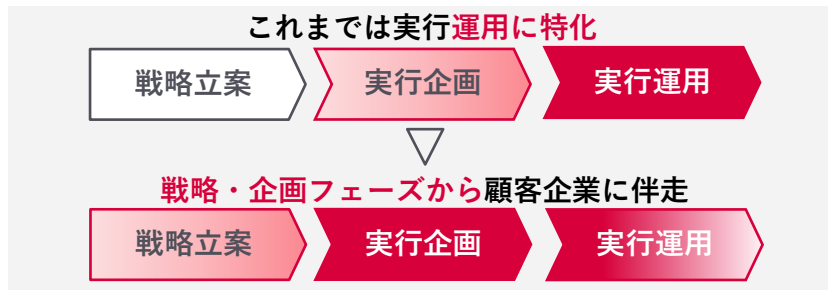 これまでは実行運用に特化
戦略立案 実行企画 実行運用
戦略・企画フェーズから顧客企業に伴走
戦略立案 実行企画 実行運用